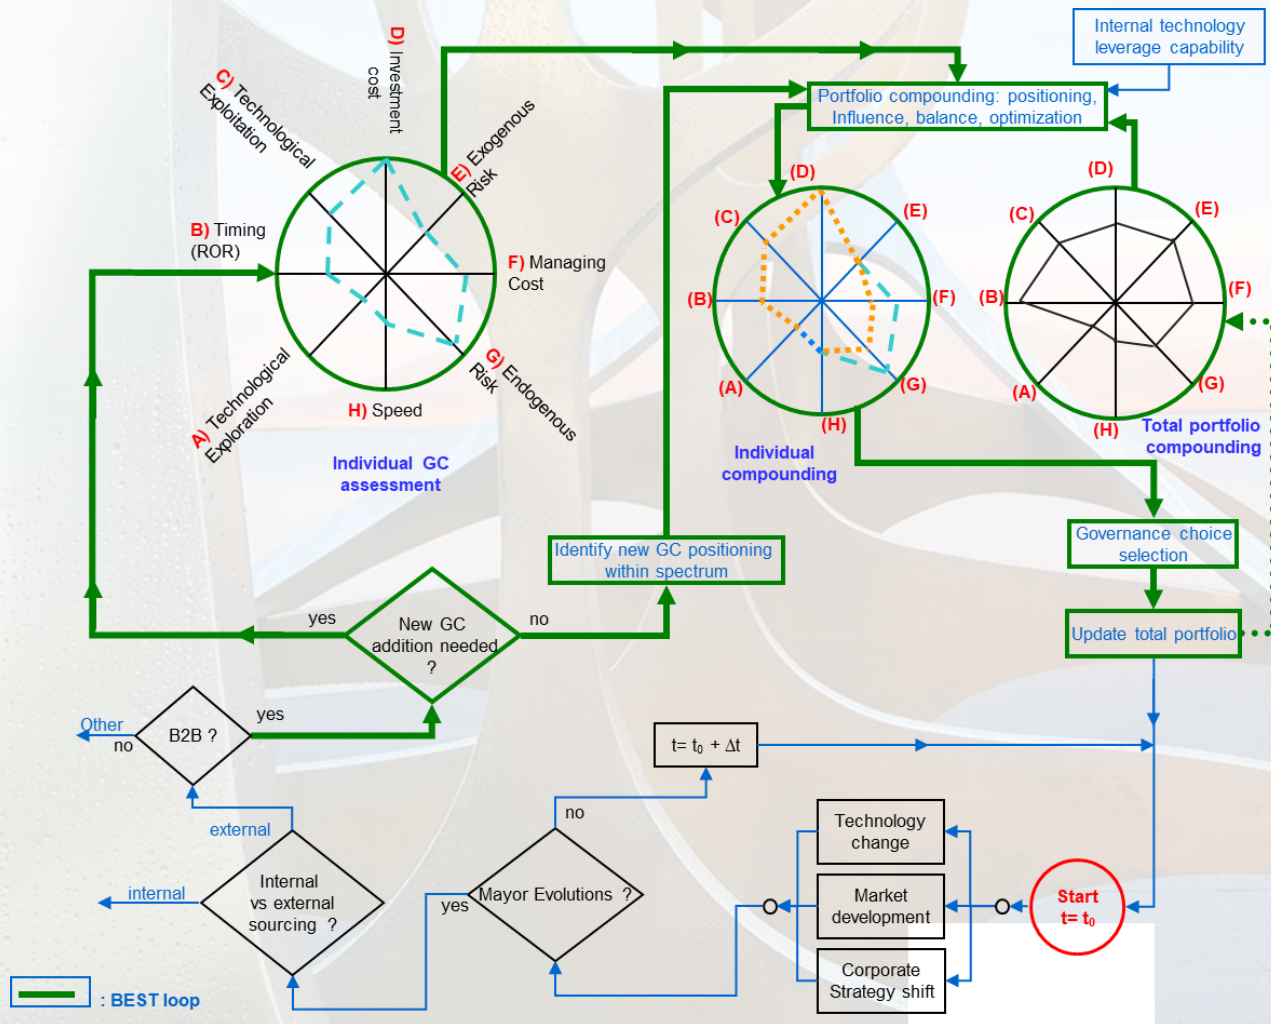 Internal technology
leverage capability
D) Investment
cost
C) Technological
Exploitation
E) Exogenous
Risk
Portfolio compounding: positioning,
Influence, balance, optimization
B) Timing
(ROR)
F) Managing
Cost
A) Technological
Exploration
H) Speed
G) Endogenous
Risk
Individual GC
assessment
(D)
(C)
(E)
(B)
(F)
(A)
(G)
(H)
Individual
compounding
(D)
(C)
(E)
(B)
(F)
(A)
(G)
(H)
Total portfolio
compounding
Governance choice
selection
Identify new GC positioning
within spectrum
yes
New GC
addition needed
?
no
Update total portfolio
Other
no
B2B ?
yes
t= t₀ + Δt
external
no
internal
Internal
vs external
sourcing ?
yes
Mayor Evolutions ?
Technology
change
Market
development
Corporate
Strategy shift
Start
t= t₀
: BEST loop